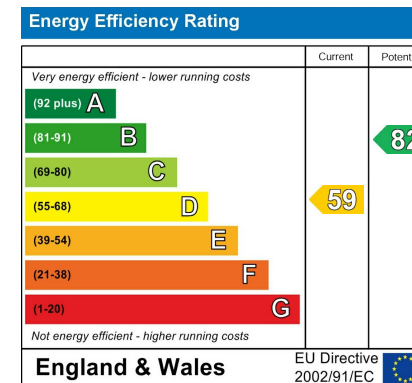 Energy Efficiency Rating
Current Potent
Very energy efficient - lower running costs
(92 plus) A
(81-91) B
82
(69-80) C
(55-68) D
59
(39-54) E
(21-38) F
(1-20) G
Not energy efficient - higher running costs
England & Wales
EU Directive
2002/91/EC